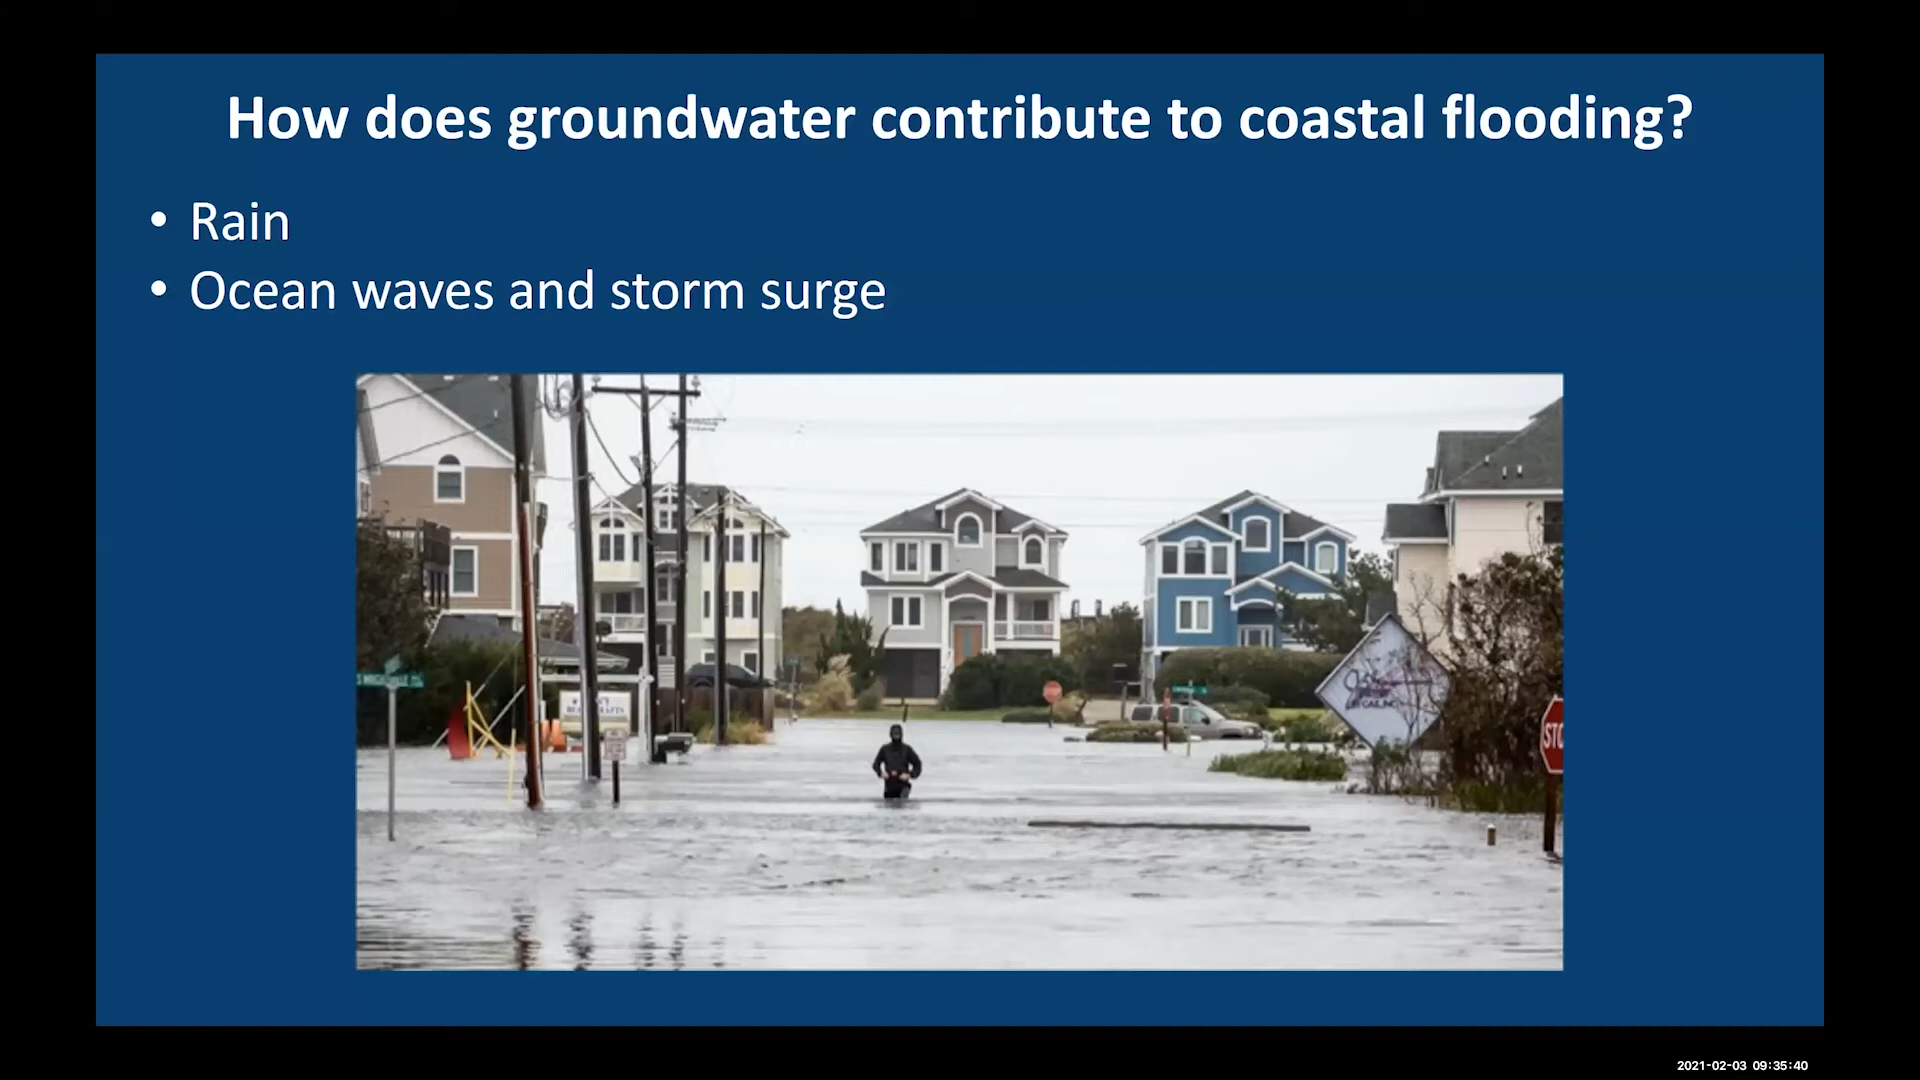 How does groundwater contribute to coastal flooding?
• Rain
• Ocean waves and storm surge
STO
2021-02-03 09:35:40